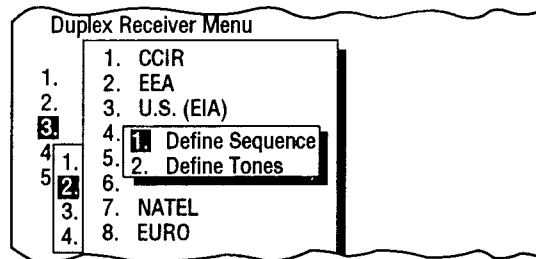 Duplex Receiver Menu
1.
2.
3.
4
5
1.
2.
3.
4.
1. CCIR
2. EEA
3. U.S. (EIA)
4.
5.
6.
7. NATEL
8. EURO
1. Define Sequence
2. Define Tones